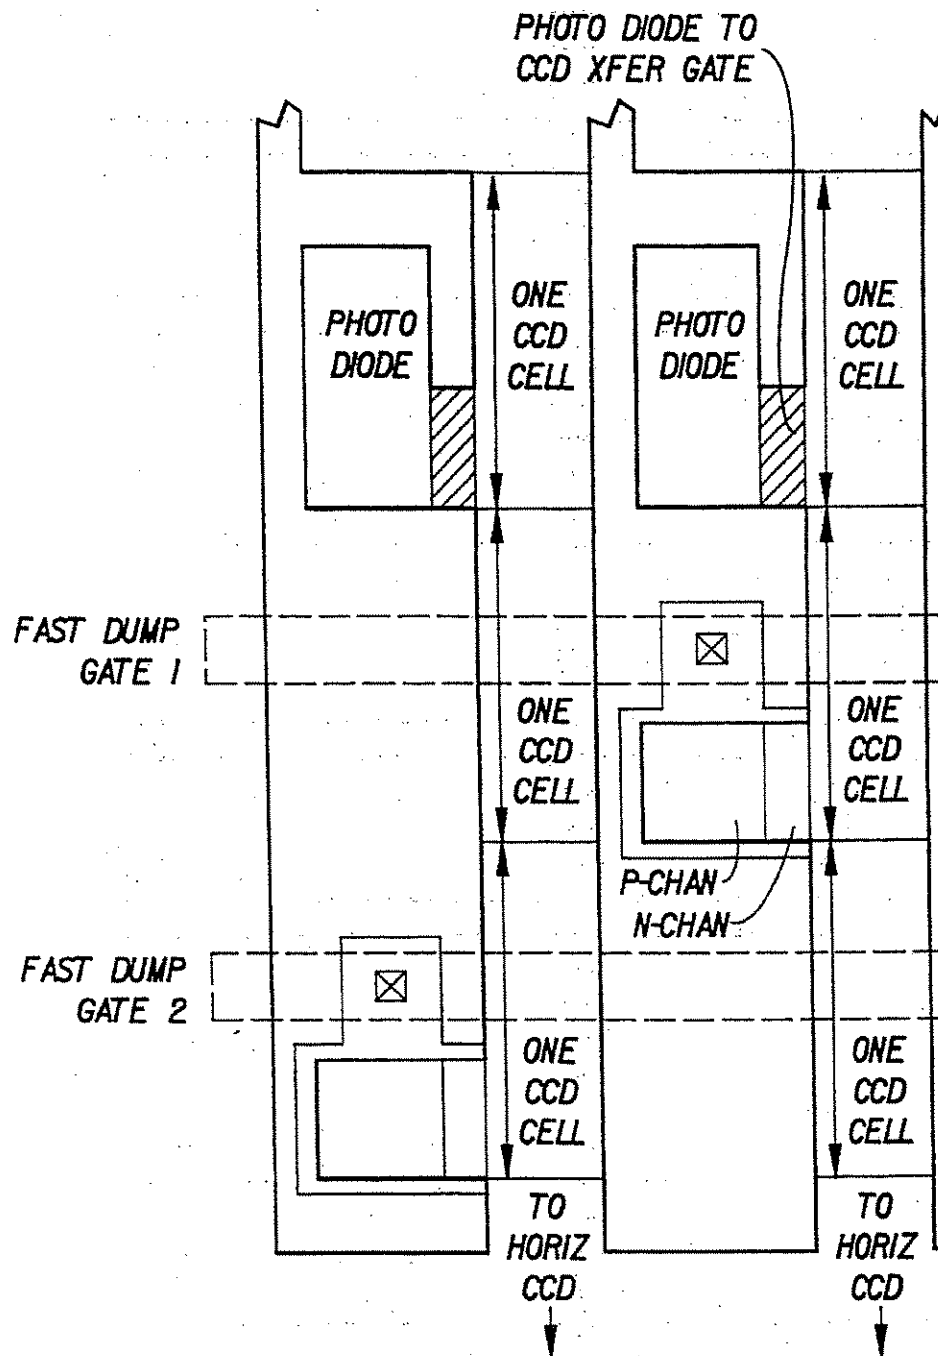 PHOTO DIODE TO
CCD XFER GATE
PHOTO
DIODE
ONE
CCD
CELL
PHOTO
DIODE
ONE
CCD
CELL
FAST DUMP
GATE 1
ONE
CCD
CELL
ONE
CCD
CELL
P-CHAN
N-CHAN
FAST DUMP
GATE 2
ONE
CCD
CELL
ONE
CCD
CELL
TO
HORIZ
CCD
TO
HORIZ
CCD